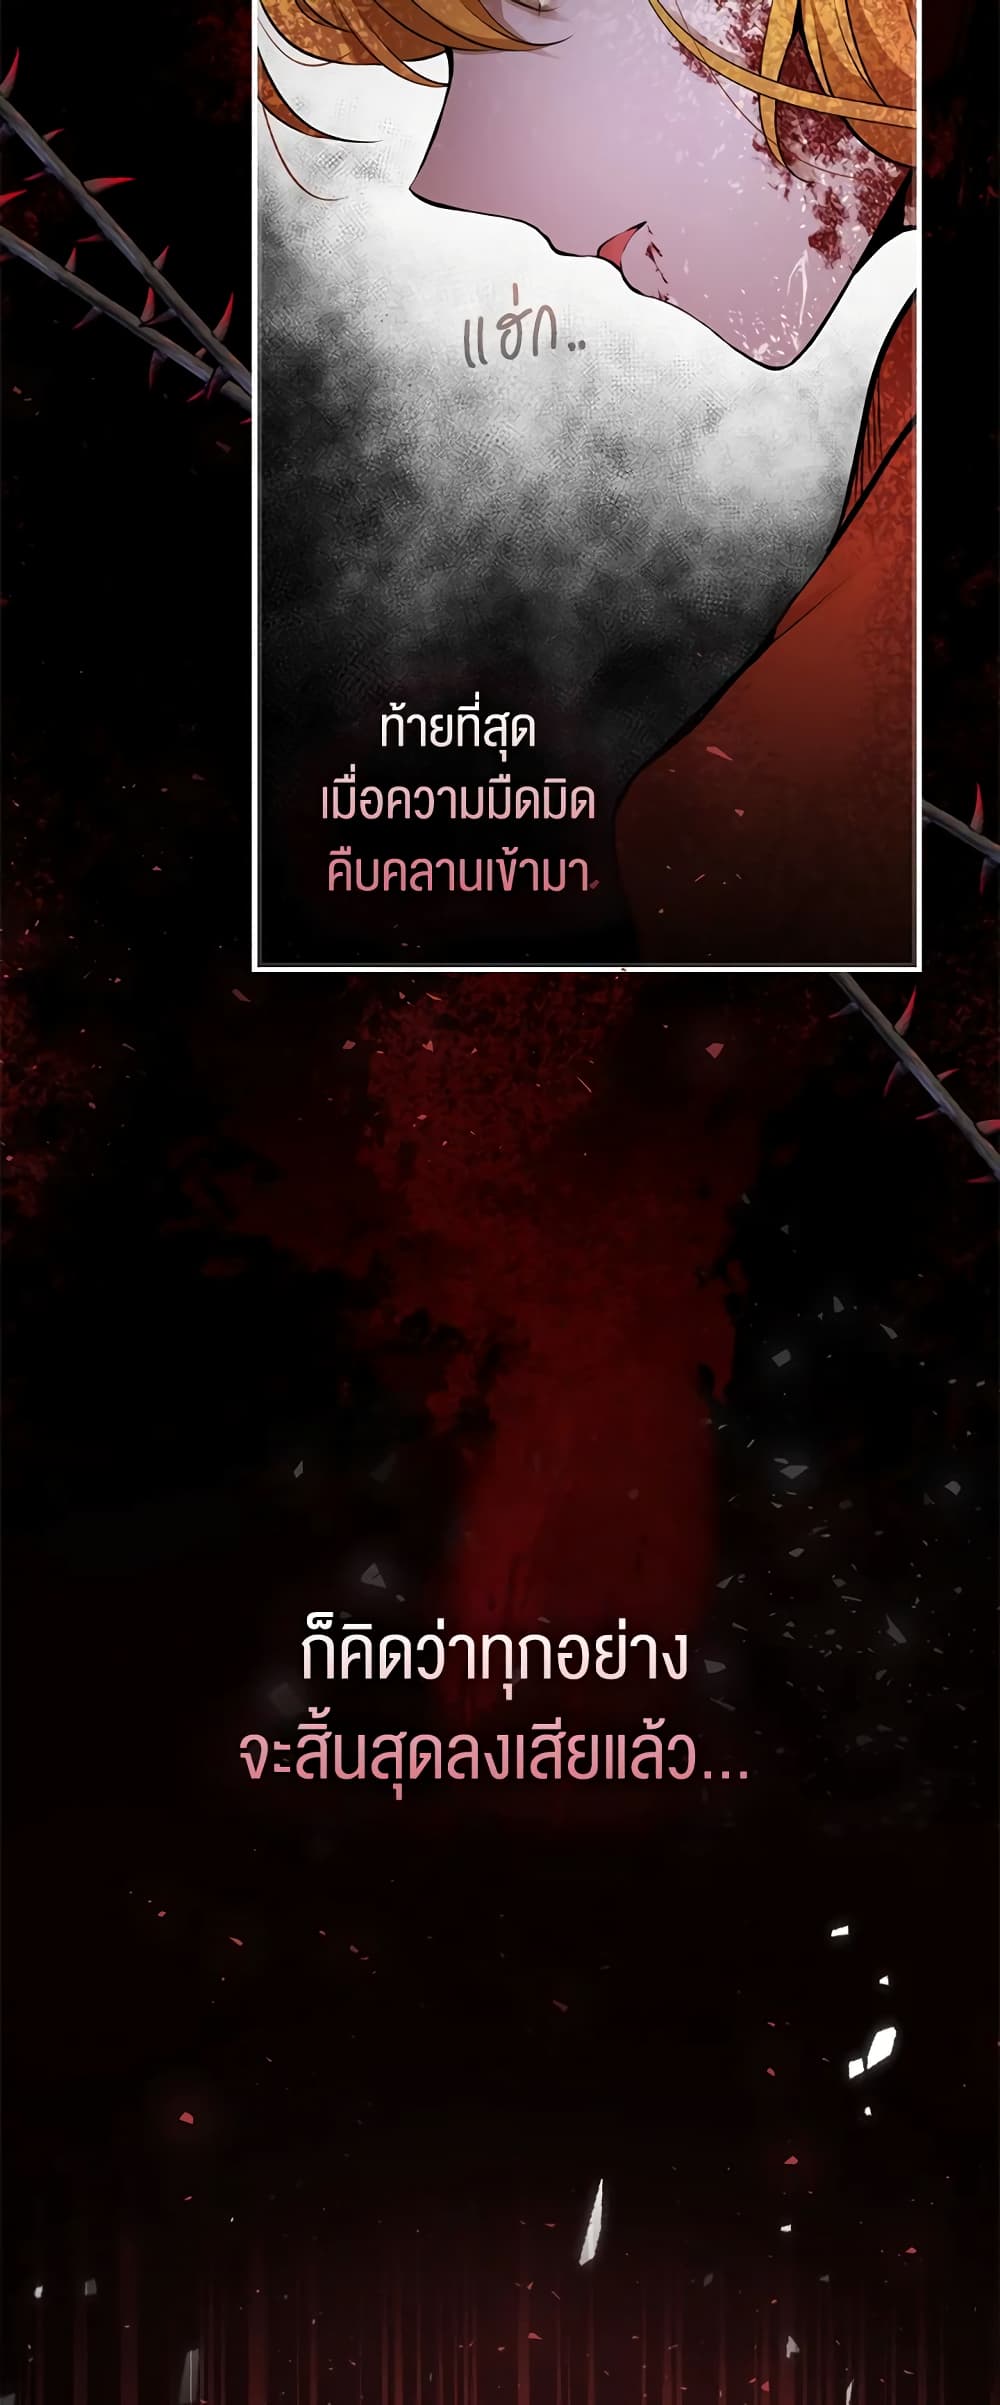 แฮ่ก..
ท้ายที่สุด
เมื่อความมืดมิด
คืบคลานเข้ามา
ก็คิดว่าทุกอย่าง
จะสิ้นสุดลงเสียแล้ว...